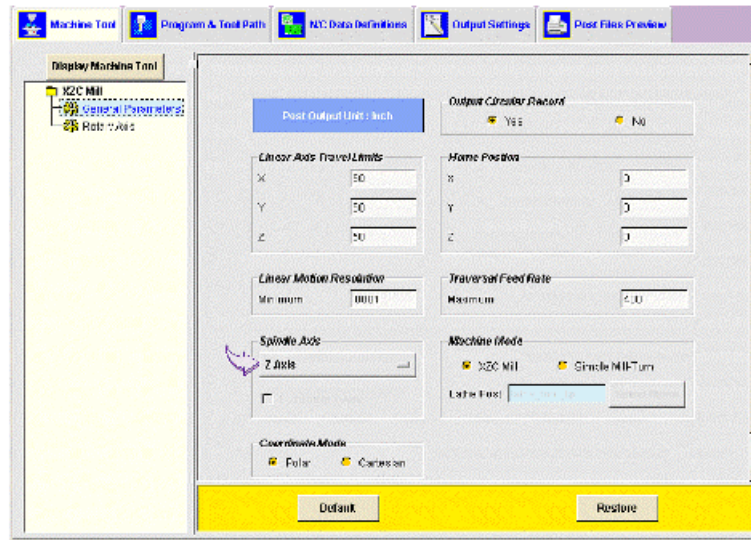 Machine Tool
Program & Tool Path
N/C Data Definitions
Output Settings
Post Files Preview
Display Machine Tool
XZC Mill
General Parameters
Rotary Axis
Post Output Unit : Inch
Output Circular Record
Yes
No
Linear Axis Travel Limits
X 50
Y 50
Z 50
Home Postion
X 0
Y 0
Z 0
Linear Motion Resolution
Minimum .0001
Traversal Feed Rate
Maximum 400
Spindle Axis
Z Axis
Machine Mode
XZC Mill
Simple Mill-Turn
Lathe Post
Coordinate Mode
Polar
Cartesian
Default
Restore